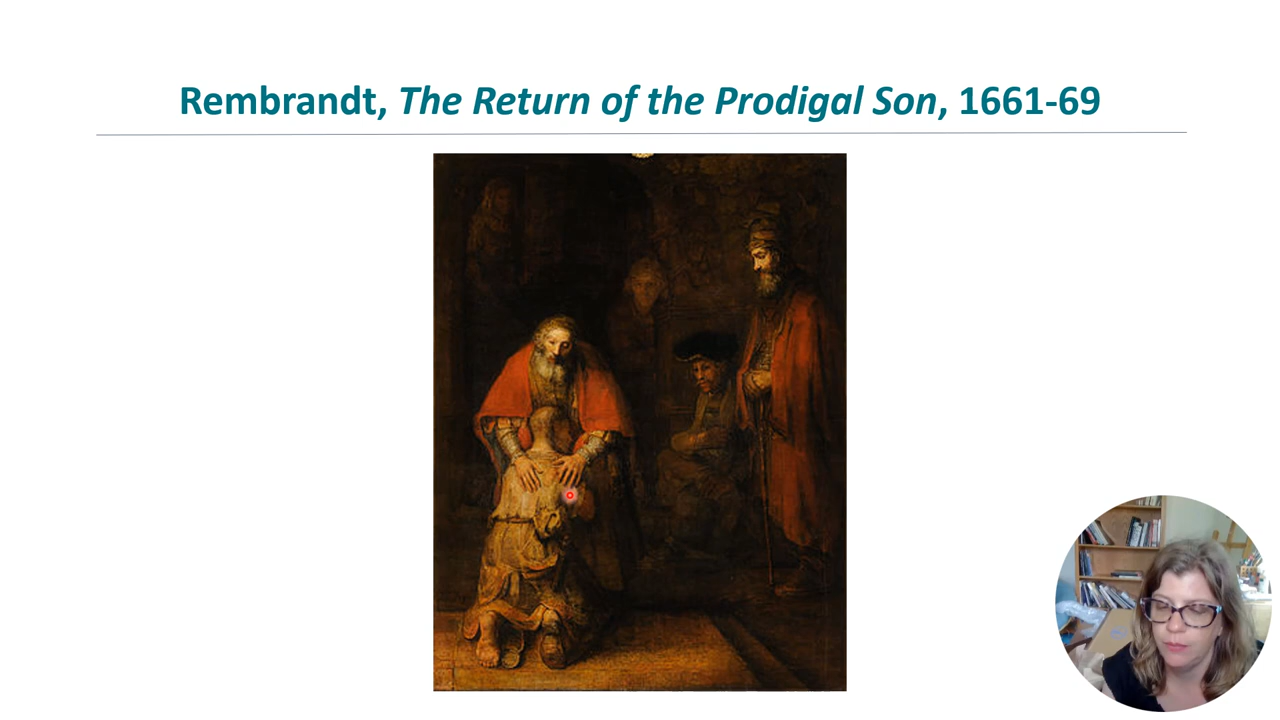 Rembrandt, The Return of the Prodigal Son, 1661-69